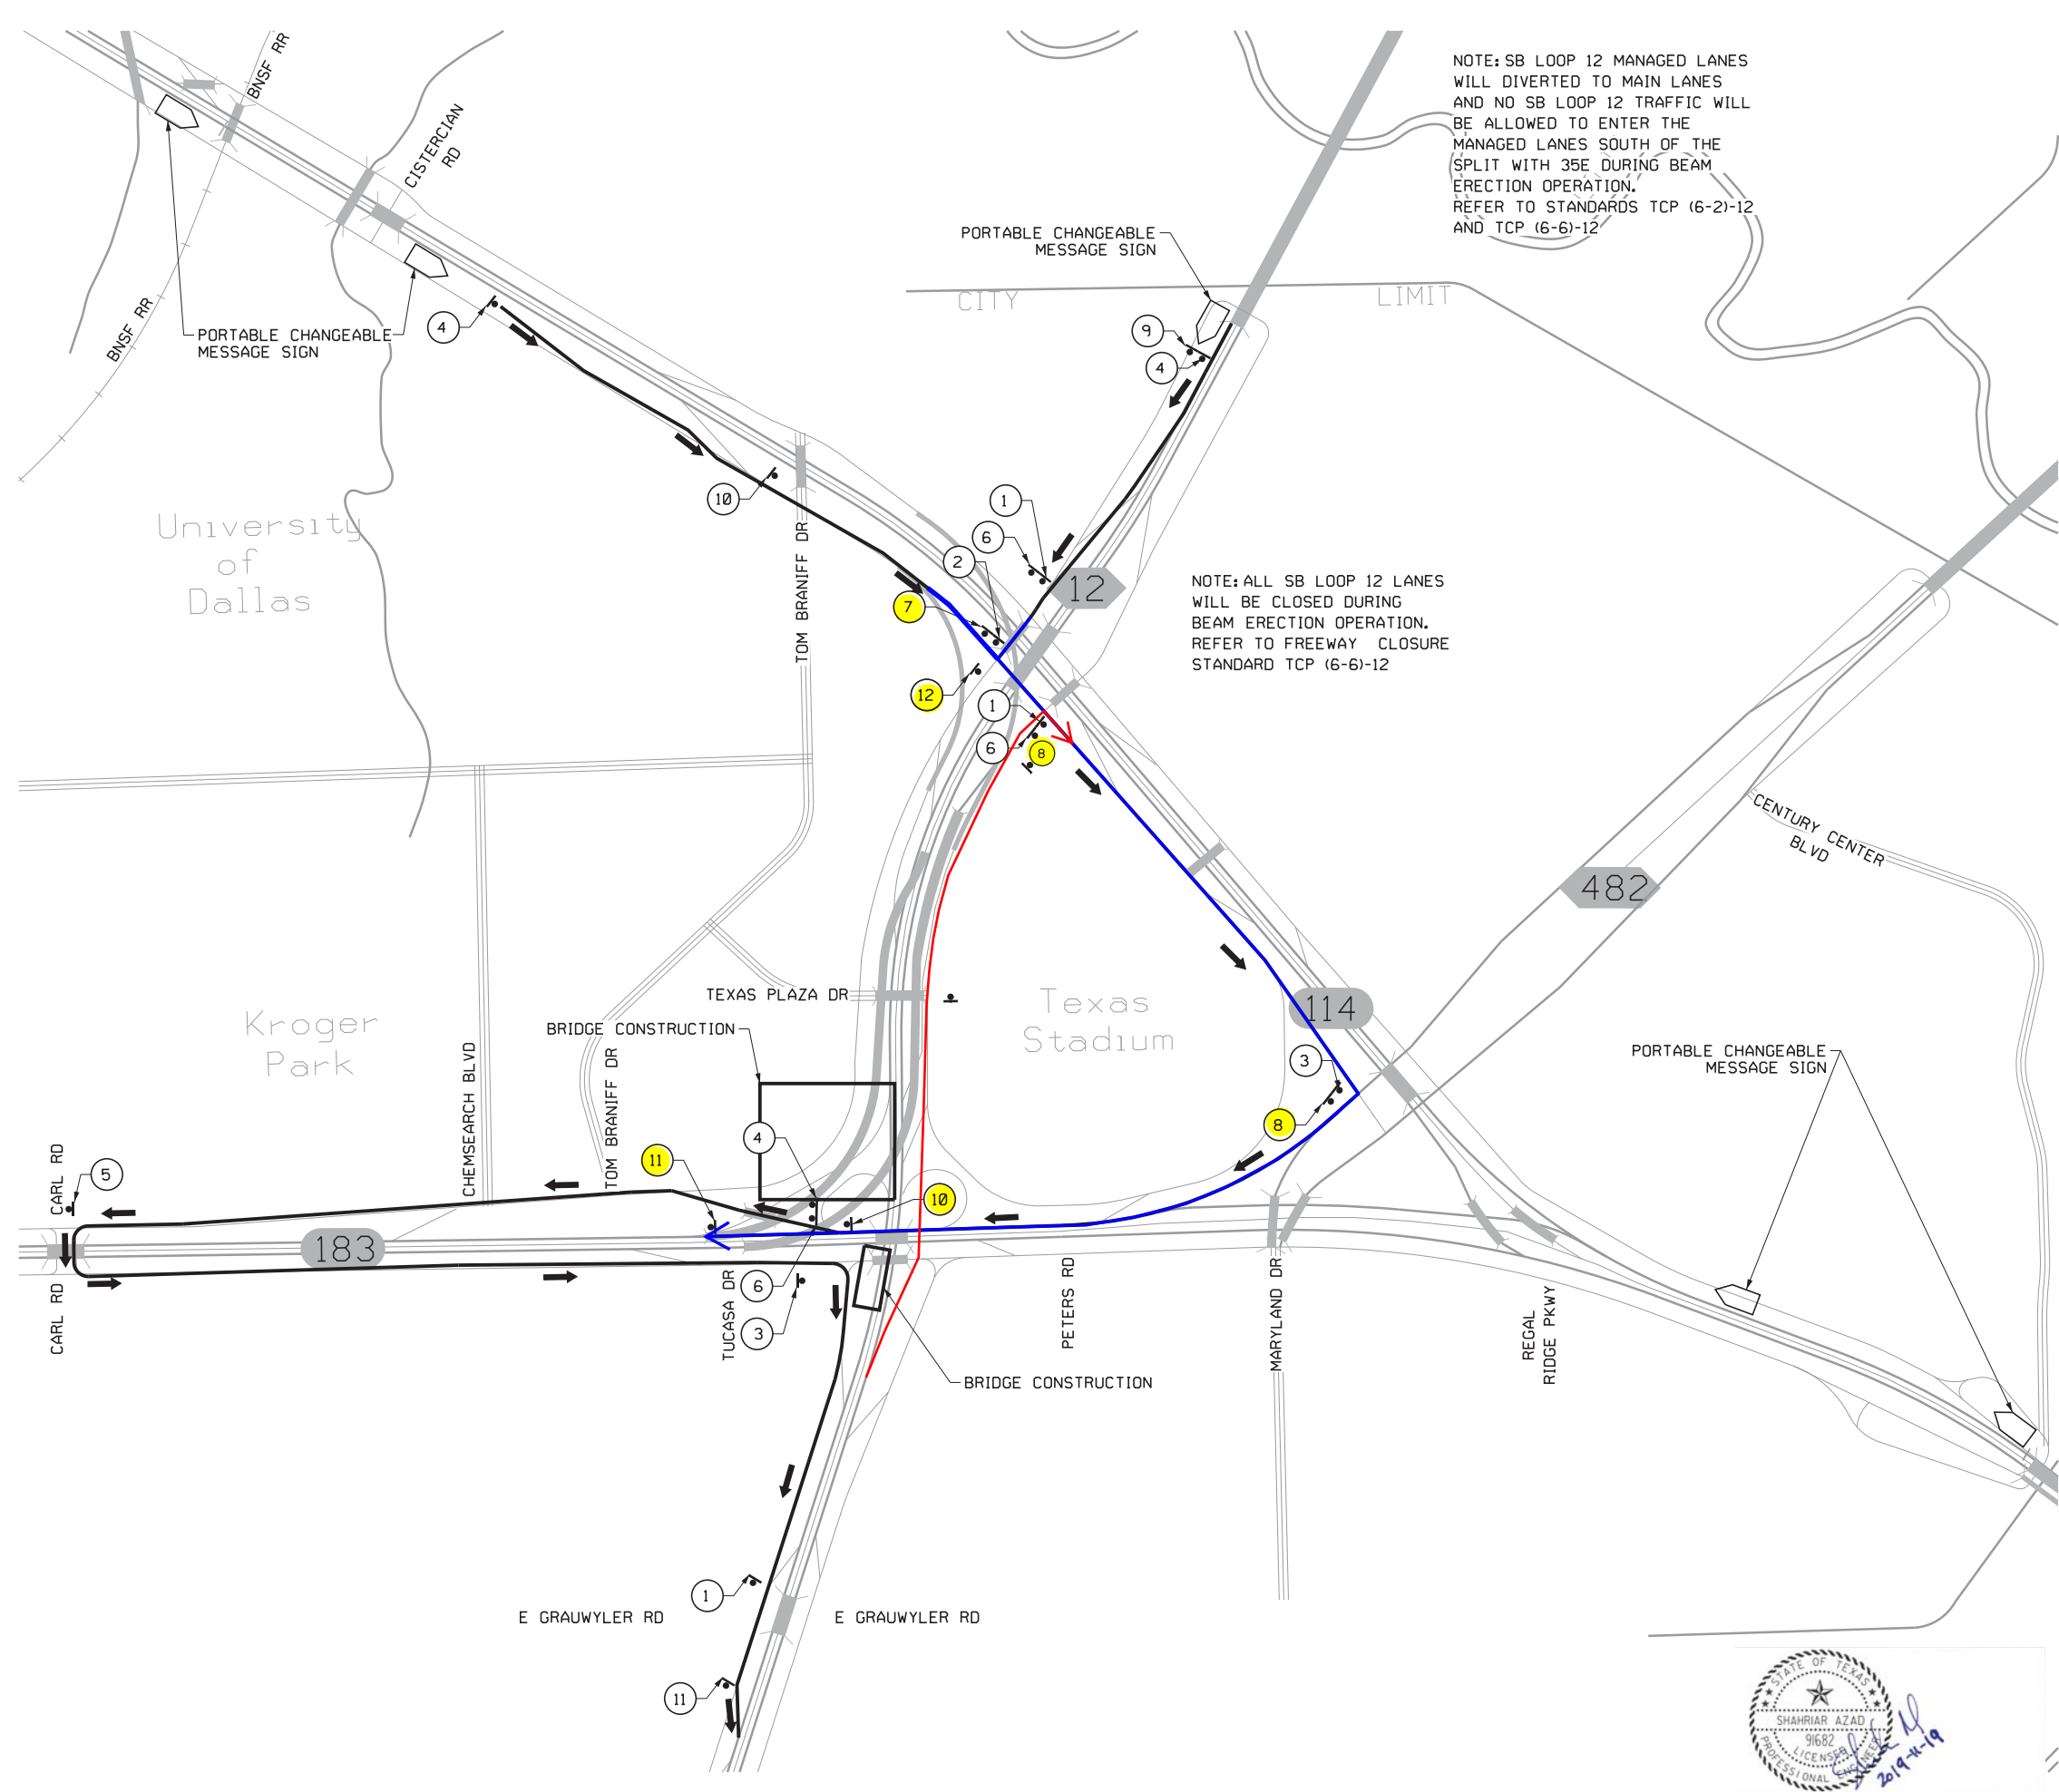 BNSF RR
CISTERCIAN
RD
NOTE: SB LOOP 12 MANAGED LANES
WILL DIVERTED TO MAIN LANES
AND NO SB LOOP 12 TRAFFIC WILL
BE ALLOWED TO ENTER THE
MANAGED LANES SOUTH OF THE
SPLIT WITH 35E DURING BEAM
ERECTION OPERATION.
REFER TO STANDARDS TCP (6-2)-12
AND TCP (6-6)-12
PORTABLE CHANGEABLE
MESSAGE SIGN
CITY
LIMIT
BNSF RR
PORTABLE CHANGEABLE
MESSAGE SIGN
4
9
4
10
1
6
2
7
12
University
of
Dallas
TOM BRANIFF DR
12
NOTE: ALL SB LOOP 12 LANES
WILL BE CLOSED DURING
BEAM ERECTION OPERATION.
REFER TO FREEWAY CLOSURE
STANDARD TCP (6-6)-12
1
6
8
CENTURY CENTER
BLVD
482
TEXAS PLAZA DR
Texas
Stadium
114
Kroger
Park
BRIDGE CONSTRUCTION
CHEMSEARCH BLVD
TOM BRANIFF DR
3
8
PORTABLE CHANGEABLE
MESSAGE SIGN
4
11
10
CARL RD
5
183
CARL RD
6
3
TUCASA DR
PETERS RD
MARYLAND DR
REGAL
RIDGE PKWY
BRIDGE CONSTRUCTION
1
E GRAUWYLER RD
E GRAUWYLER RD
11
STATE OF TEXAS
SHAHRIAR AZAD
91682
LICENSED
PROFESSIONAL ENGINEER
2019-11-19